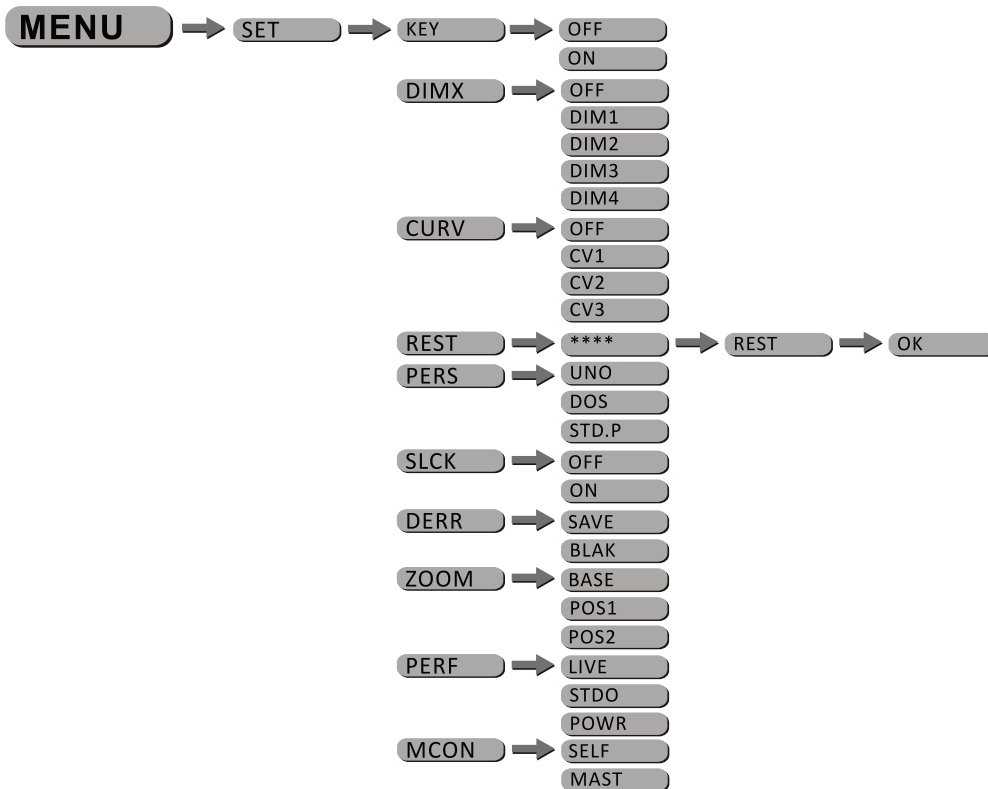 MENU SET KEY OFF
ON
DIMX OFF
DIM1
DIM2
DIM3
DIM4
CURV OFF
CV1
CV2
CV3
REST **** REST OK
PERS UNO
DOS
STD.P
SLCK OFF
ON
DERR SAVE
BLAK
ZOOM BASE
POS1
POS2
PERF LIVE
STDO
POWR
MCON SELF
MAST